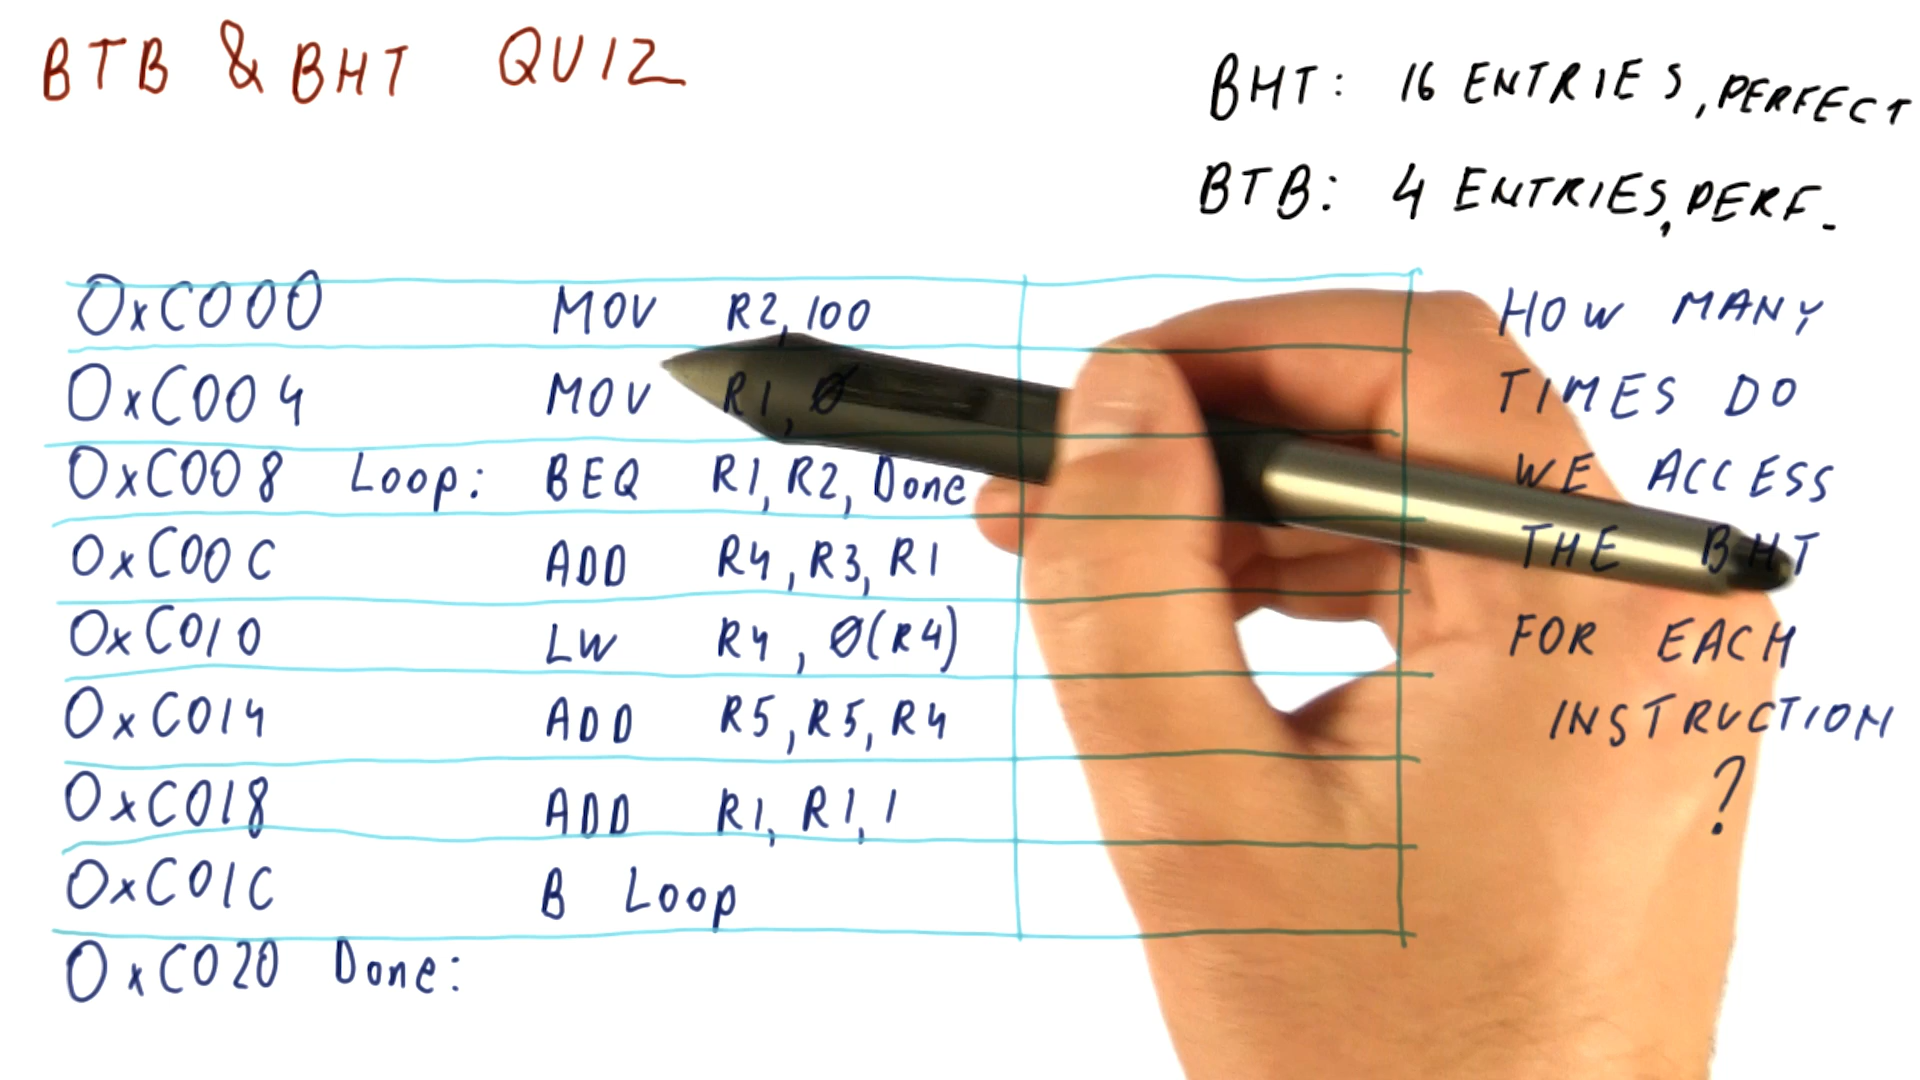 BTB & BHT QUIZ
BHT: 16 ENTRIES, PERFECT
BTB: 4 ENTRIES, PERF.
0xC000 MOV R2, 100
0xC004 MOV R1, 0
0xC008 Loop: BEQ R1, R2, Done
0xC00C ADD R4, R3, R1
0xC010 LW R4, 0(R4)
0xC014 ADD R5, R5, R4
0xC018 ADD R1, R1, 1
0xC01C B Loop
0xC020 Done:
HOW MANY
TIMES DO
WE ACCESS
THE BHT
FOR EACH
INSTRUCTION
?